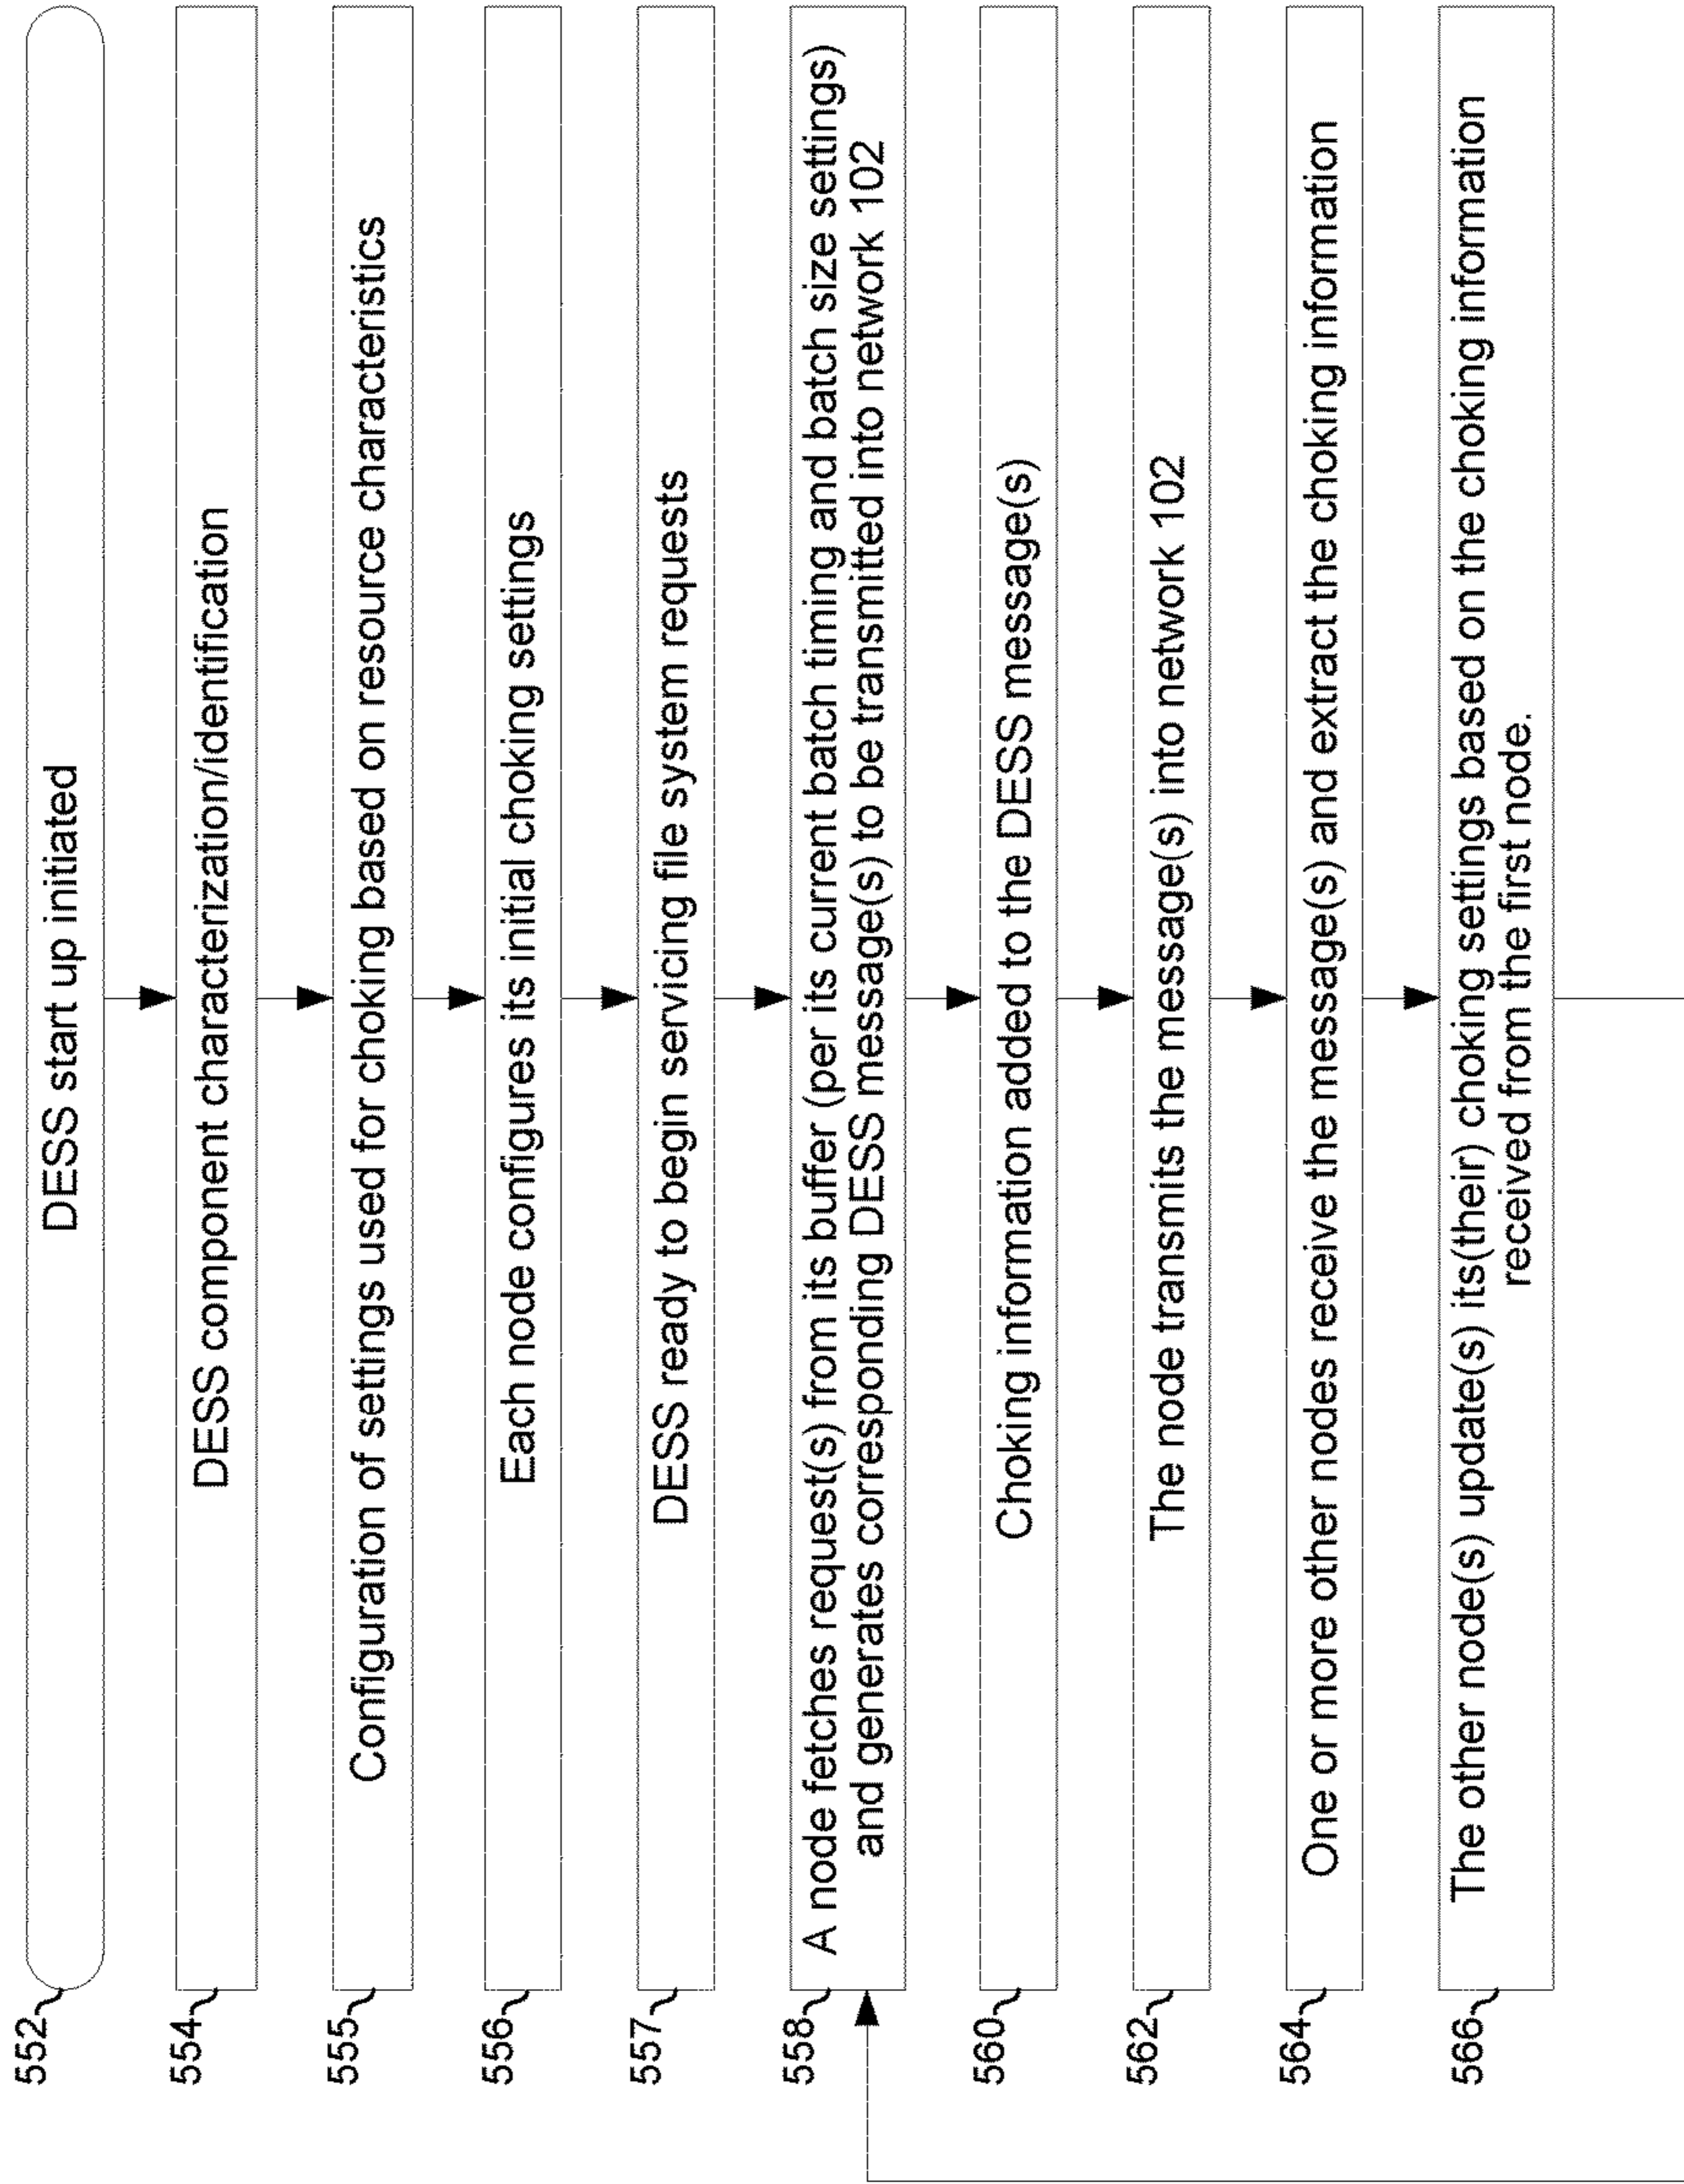 552
DESS start up initiated
554
DESS component characterization/identification
555
Configuration of settings used for choking based on resource characteristics
556
Each node configures its initial choking settings
557
DESS ready to begin servicing file system requests
558
A node fetches request(s) from its buffer (per its current batch timing and batch size settings)
and generates corresponding DESS message(s) to be transmitted into network 102
560
Choking information added to the DESS message(s)
562
The node transmits the message(s) into network 102
564
One or more other nodes receive the message(s) and extract the choking information
566
The other node(s) update(s) its(their) choking settings based on the choking information
received from the first node.